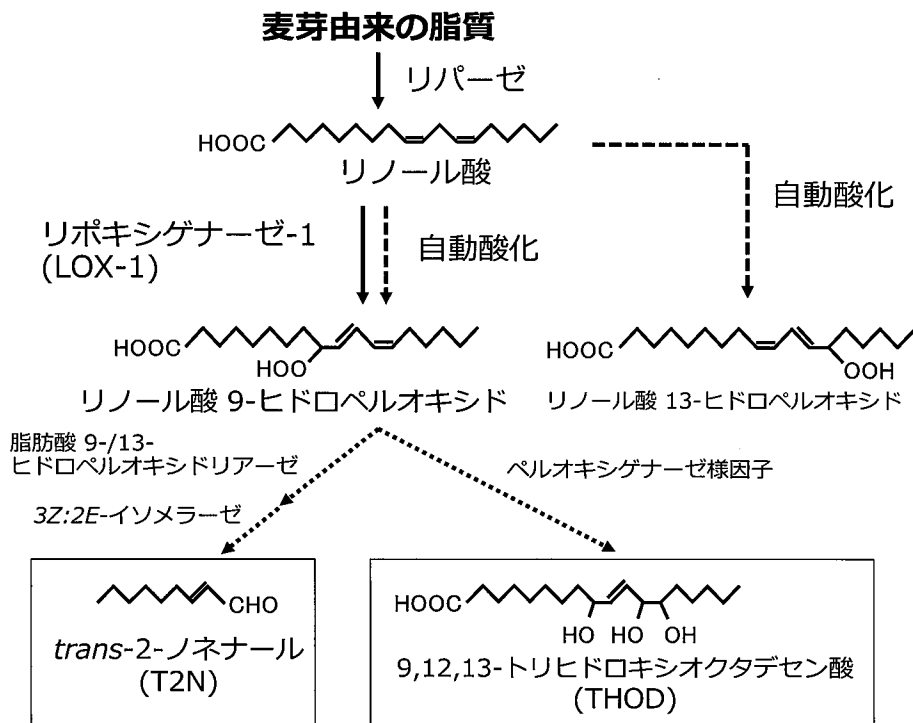 麦芽由来の脂質
リパーゼ
HOOC
リノール酸
自動酸化
リポキシゲナーゼ-1
(LOX-1)
自動酸化
HOOC
HOO
リノール酸 9-ヒドロペルオキシド
HOOC
OOH
リノール酸 13-ヒドロペルオキシド
脂肪酸 9-/13-
ヒドロペルオキシドリアーゼ
ペルオキシゲナーゼ様因子
3Z:2E-イソメラーゼ
CHO
trans-2-ノネナール
(T2N)
HOOC
HO HO OH
9,12,13-トリヒドロキシオクタデセン酸
(THOD)